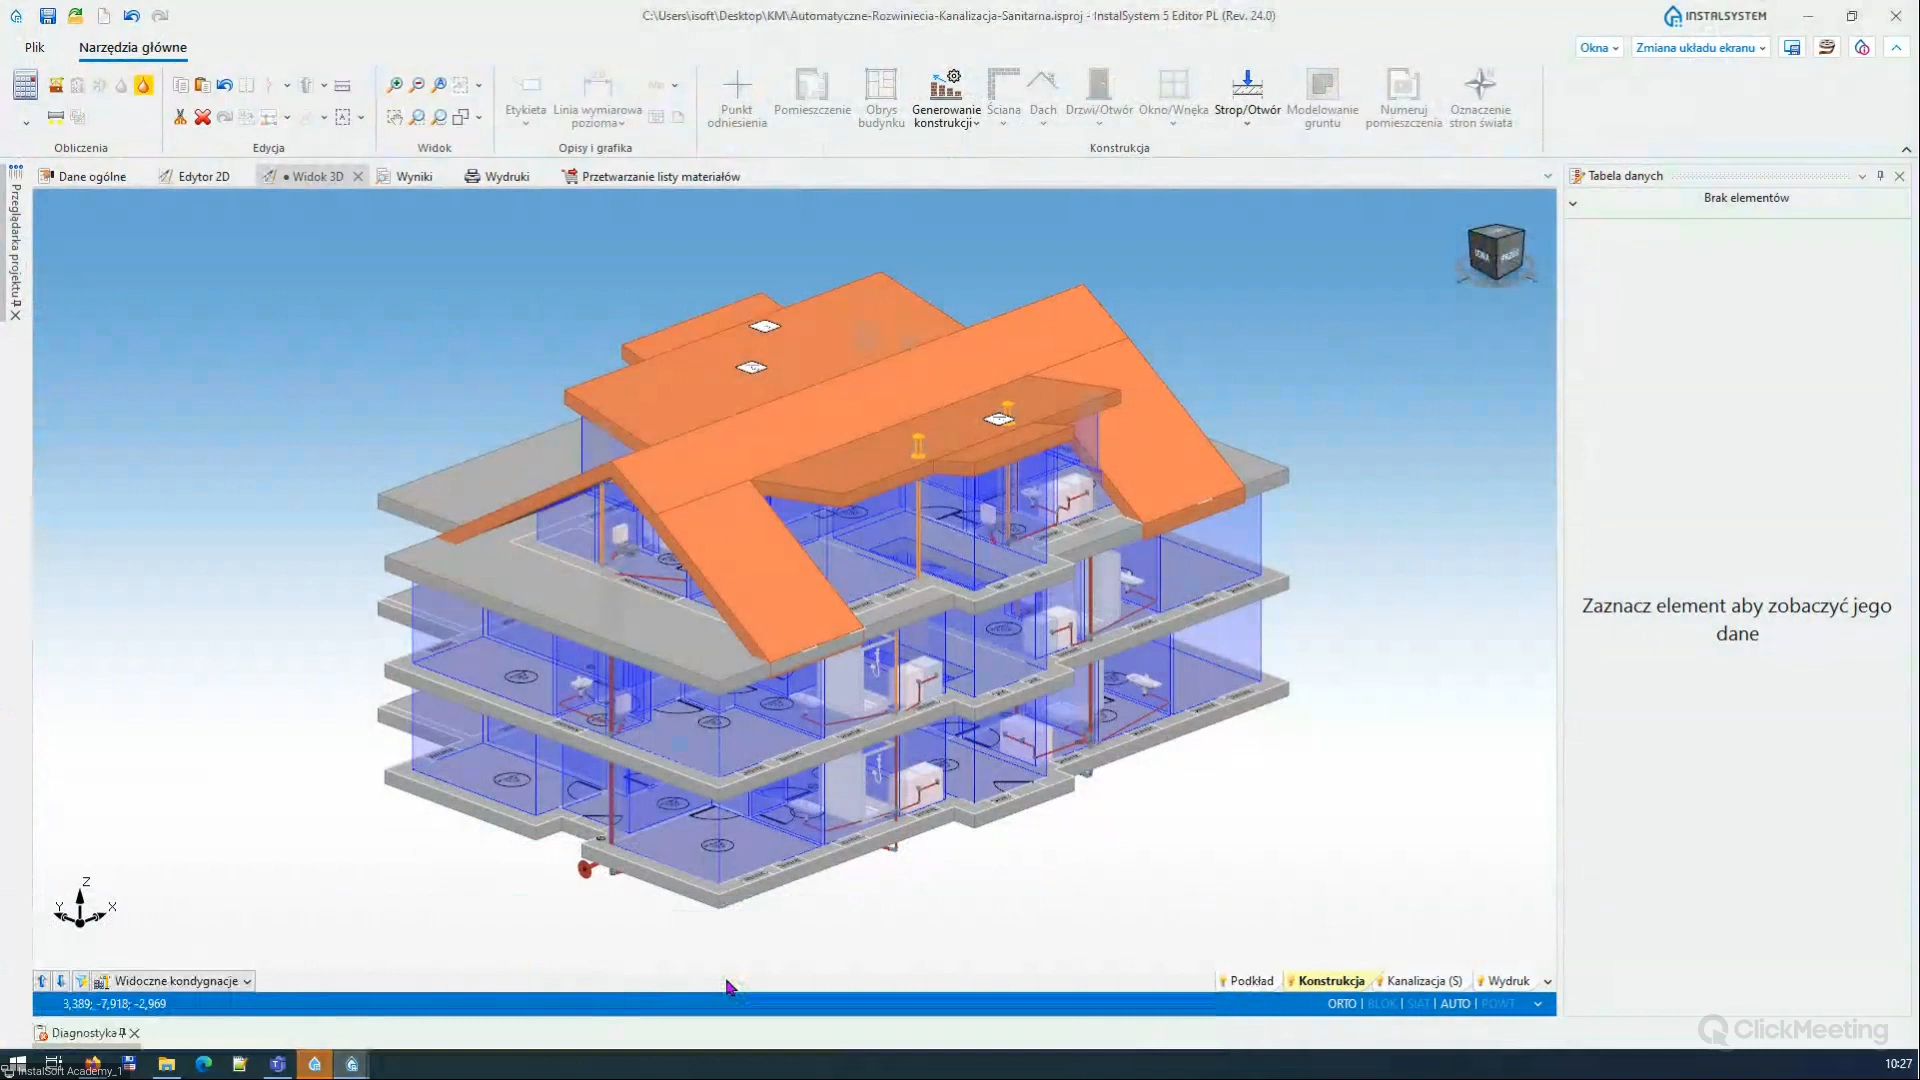 C:\Users\isoft\Desktop\KM\Automatyczne-Rozwiniecia-Kanalizacja-Sanitarna.isproj - InstalSystem 5 Editor PL (Rev. 24.0)
INSTALSYSTEM
Plik
Narzędzia główne
Okna
Zmiana układu ekranu
Etykieta
Linia wymiarowa
pozioma
Punkt
odniesienia
Pomieszczenie
Obrys
budynku
Generowanie
konstrukcji
Ściana
Dach
Drzwi/Otwór
Okno/Wnęka
Strop/Otwór
Modelowanie
gruntu
Numeruj
pomieszczenia
Oznaczenie
stron świata
Obliczenia
Edycja
Widok
Opisy i grafika
Konstrukcja
Przeglądarka projektu
Dane ogólne
Edytor 2D
Widok 3D
Wyniki
Wydruki
Przetwarzanie listy materiałów
Tabela danych
Brak elementów
Zaznacz element aby zobaczyć jego
dane
Z
Y
X
Widoczne kondygnacje
Podkład
Konstrukcja
Kanalizacja (S)
Wydruk
3,389; -7,918; -2,969
ORTO | BLOK | SIAT | AUTO | POWT
Diagnostyka
ClickMeeting
InstalSoft Academy_1
10:27